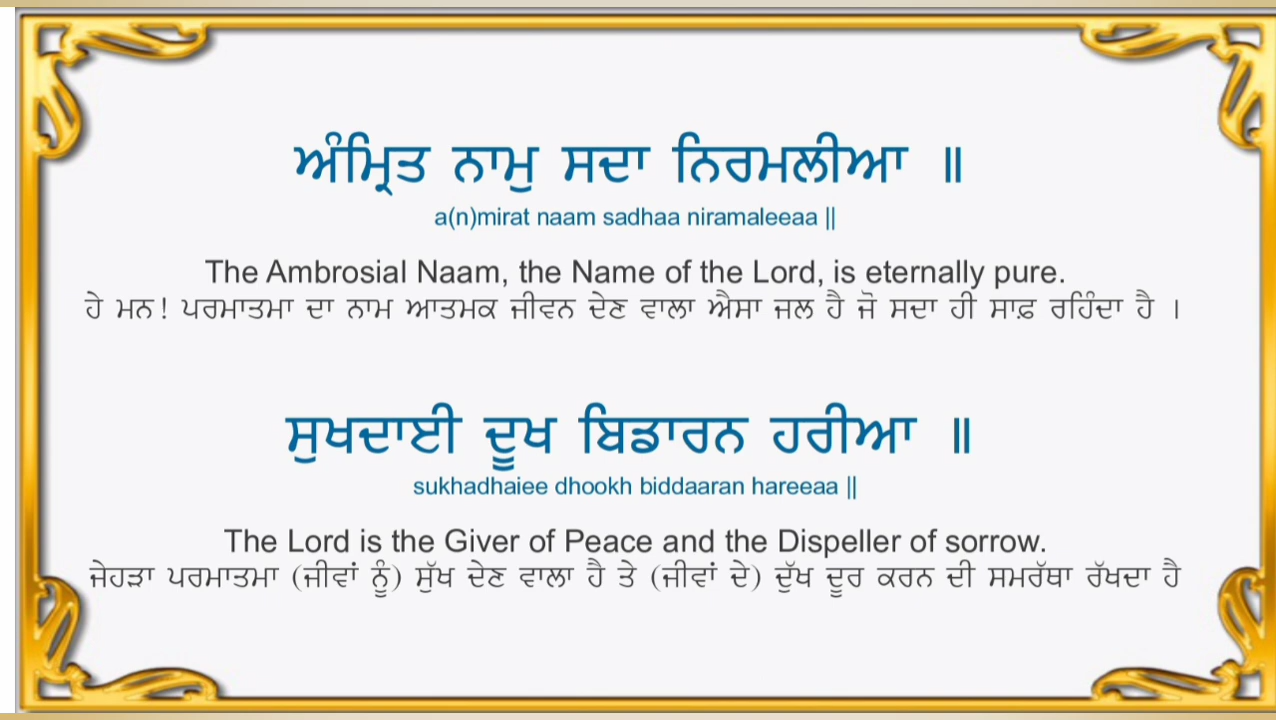 ਅੰਮ੍ਰਿਤ ਨਾਮੁ ਸਦਾ ਨਿਰਮਲੀਆ ॥
a(n)mirat naam sadhaa niramaleeaa ||
The Ambrosial Naam, the Name of the Lord, is eternally pure.
ਹੇ ਮਨ! ਪਰਮਾਤਮਾ ਦਾ ਨਾਮ ਆਤਮਕ ਜੀਵਨ ਦੇਣ ਵਾਲਾ ਐਸਾ ਜਲ ਹੈ ਜੋ ਸਦਾ ਹੀ ਸਾਫ਼ ਰਹਿੰਦਾ ਹੈ ।
ਸੁਖਦਾਈ ਦੂਖ ਬਿਡਾਰਨ ਹਰੀਆ ॥
sukhadhaiee dhookh biddaaran hareeaa ||
The Lord is the Giver of Peace and the Dispeller of sorrow.
ਜੇਹੜਾ ਪਰਮਾਤਮਾ (ਜੀਵਾਂ ਨੂੰ) ਸੁੱਖ ਦੇਣ ਵਾਲਾ ਹੈ ਤੇ (ਜੀਵਾਂ ਦੇ) ਦੁੱਖ ਦੂਰ ਕਰਨ ਦੀ ਸਮਰੱਥਾ ਰੱਖਦਾ ਹੈ